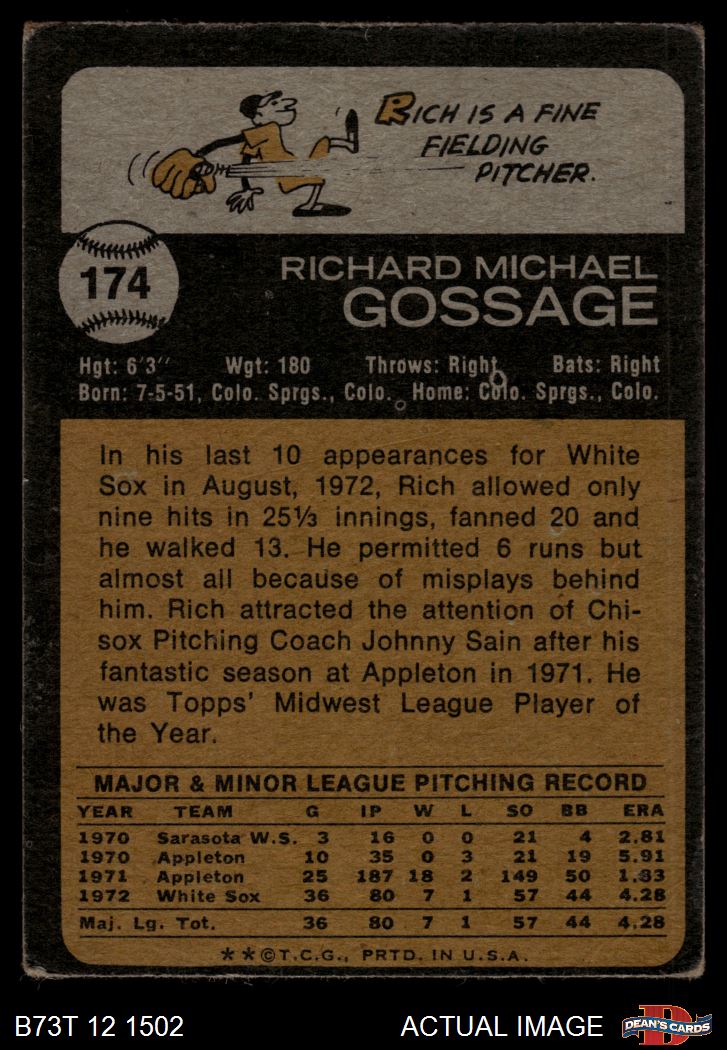 RICH IS A FINE
FIELDING
PITCHER.
174
RICHARD MICHAEL
GOSSAGE
Hgt: 6'3" Wgt: 180 Throws: Right Bats: Right
Born: 7-5-51, Colo. Sprgs., Colo. Home: Colo. Sprgs., Colo.
In his last 10 appearances for White
Sox in August, 1972, Rich allowed only
nine hits in 25⅓ innings, fanned 20 and
he walked 13. He permitted 6 runs but
almost all because of misplays behind
him. Rich attracted the attention of Chi-
sox Pitching Coach Johnny Sain after his
fantastic season at Appleton in 1971. He
was Topps' Midwest League Player of
the Year.
MAJOR & MINOR LEAGUE PITCHING RECORD
YEAR TEAM G IP W L SO BB ERA
1970 Sarasota W.S. 3 16 0 0 21 4 2.81
1970 Appleton 10 35 0 3 21 19 5.91
1971 Appleton 25 187 18 2 149 50 1.83
1972 White Sox 36 80 7 1 57 44 4.28
Maj. Lg. Tot. 36 80 7 1 57 44 4.28
**©T.C.G., PRTD. IN U.S.A.
B73T 12 1502 ACTUAL IMAGE D DEAN'S CARDS